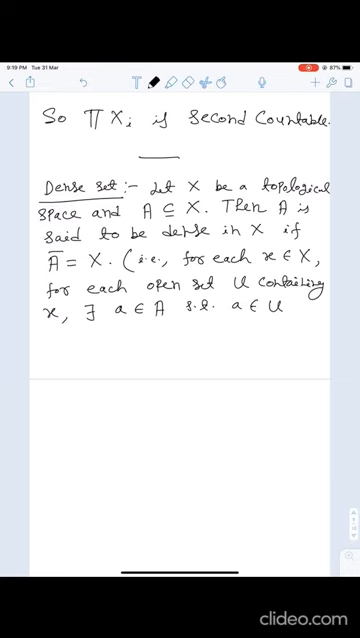 9:19 PM Tue 31 Mar
87%
So Π Xi is Second Countable.
Dense set :- Let X be a topological
space and A ⊆ X. Then A is
said to be dense in X if
A̅ = X. (i.e., for each x ∈ X,
for each open set U containing
x, ∃ a ∈ A s.t. a ∈ U
clideo.com